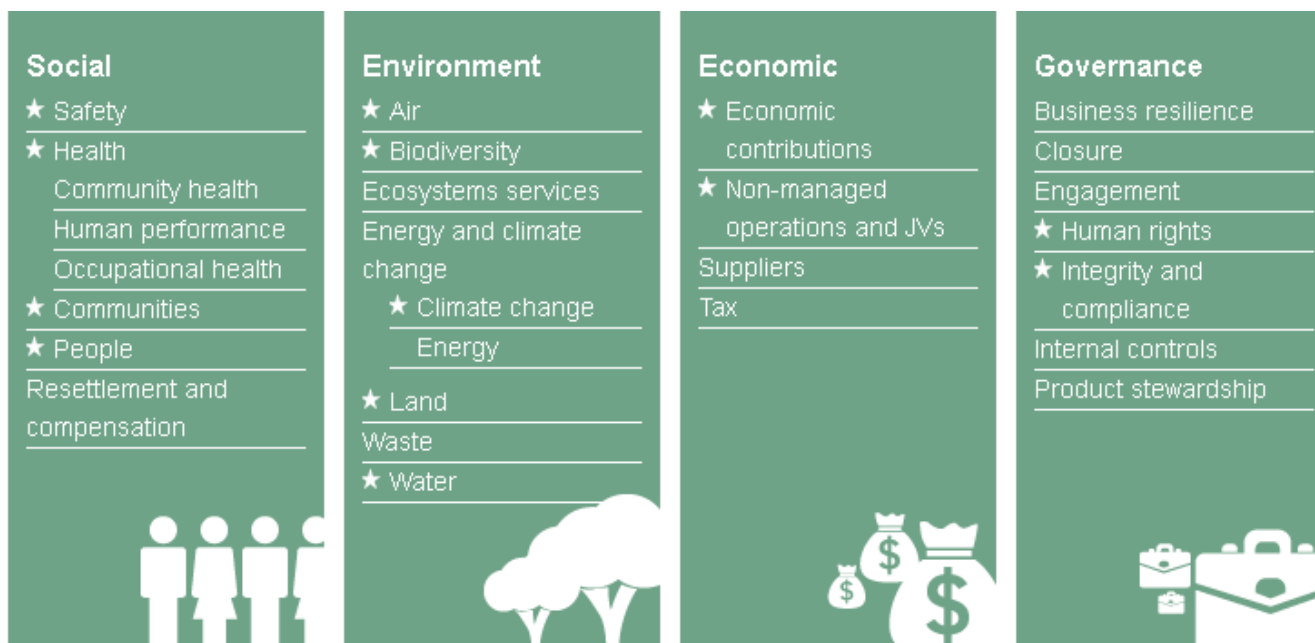 Social
★ Safety
★ Health
Community health
Human performance
Occupational health
★ Communities
★ People
Resettlement and
compensation
Environment
★ Air
★ Biodiversity
Ecosystems services
Energy and climate
change
★ Climate change
Energy
★ Land
Waste
★ Water
Economic
★ Economic
contributions
★ Non-managed
operations and JVs
Suppliers
Tax
$
$
$
Governance
Business resilience
Closure
Engagement
★ Human rights
★ Integrity and
compliance
Internal controls
Product stewardship